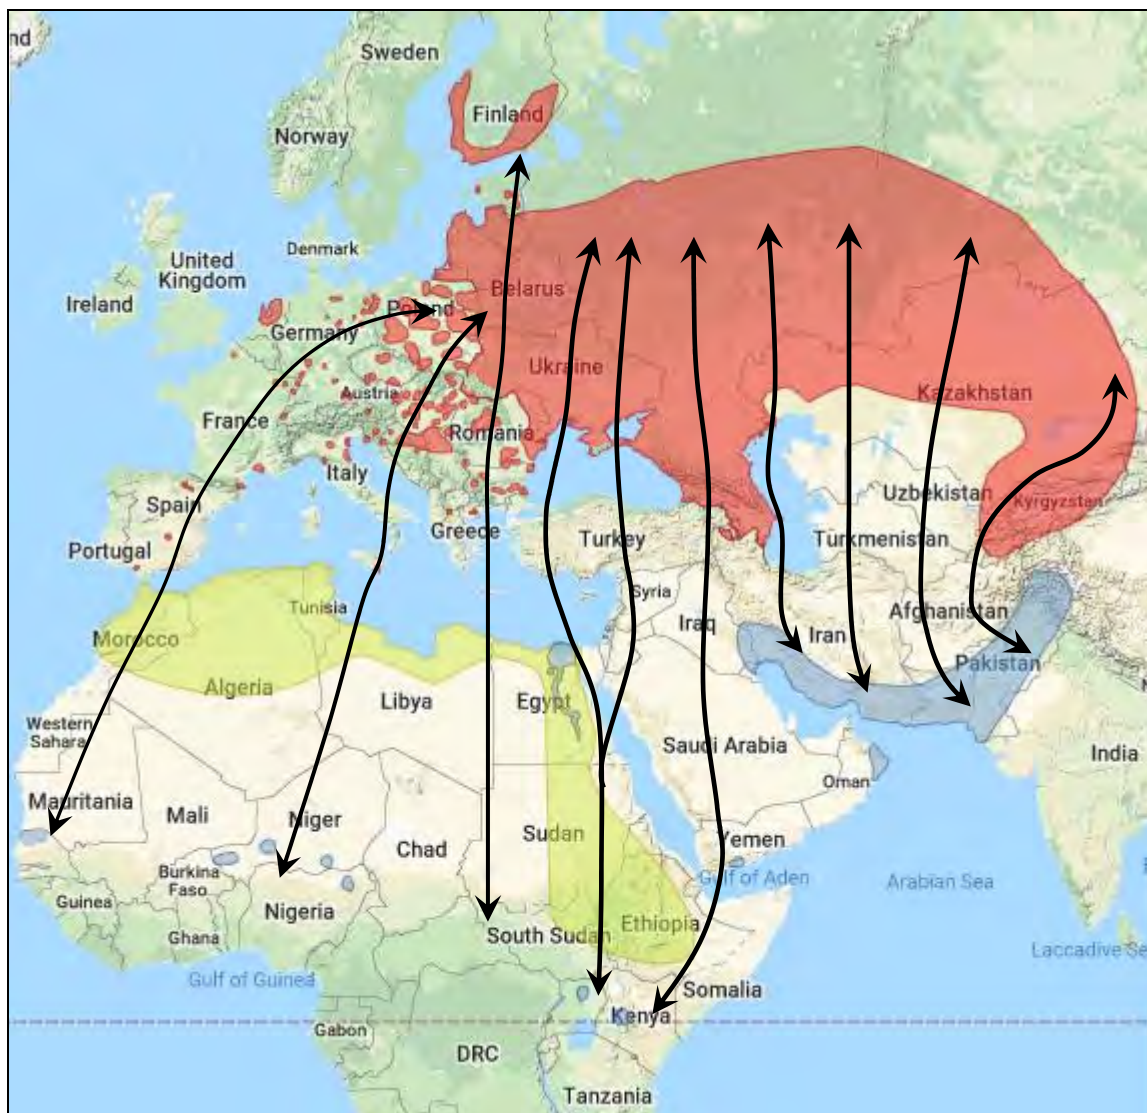 nd
Sweden
Finland
Norway
Denmark
United
Kingdom
Ireland
Belarus
Poland
Germany
Ukraine
Austria
Kazakhstan
France
Romania
Italy
Uzbekistan
Kyrgyzstan
Spain
Greece
Turkey
Turkmenistan
Portugal
Syria
Tunisia
Afghanistan
Iraq
Iran
Morocco
Pakistan
Algeria
Libya
Egypt
Western
Sahara
Saudi Arabia
India
Oman
Mauritania
Mali
Niger
Sudan
Yemen
Chad
Burkina
Faso
Gulf of Aden
Arabian Sea
Guinea
Nigeria
Ethiopia
Ghana
South Sudan
Laccadive Se
Gulf of Guinea
Somalia
Kenya
Gabon
DRC
Tanzania